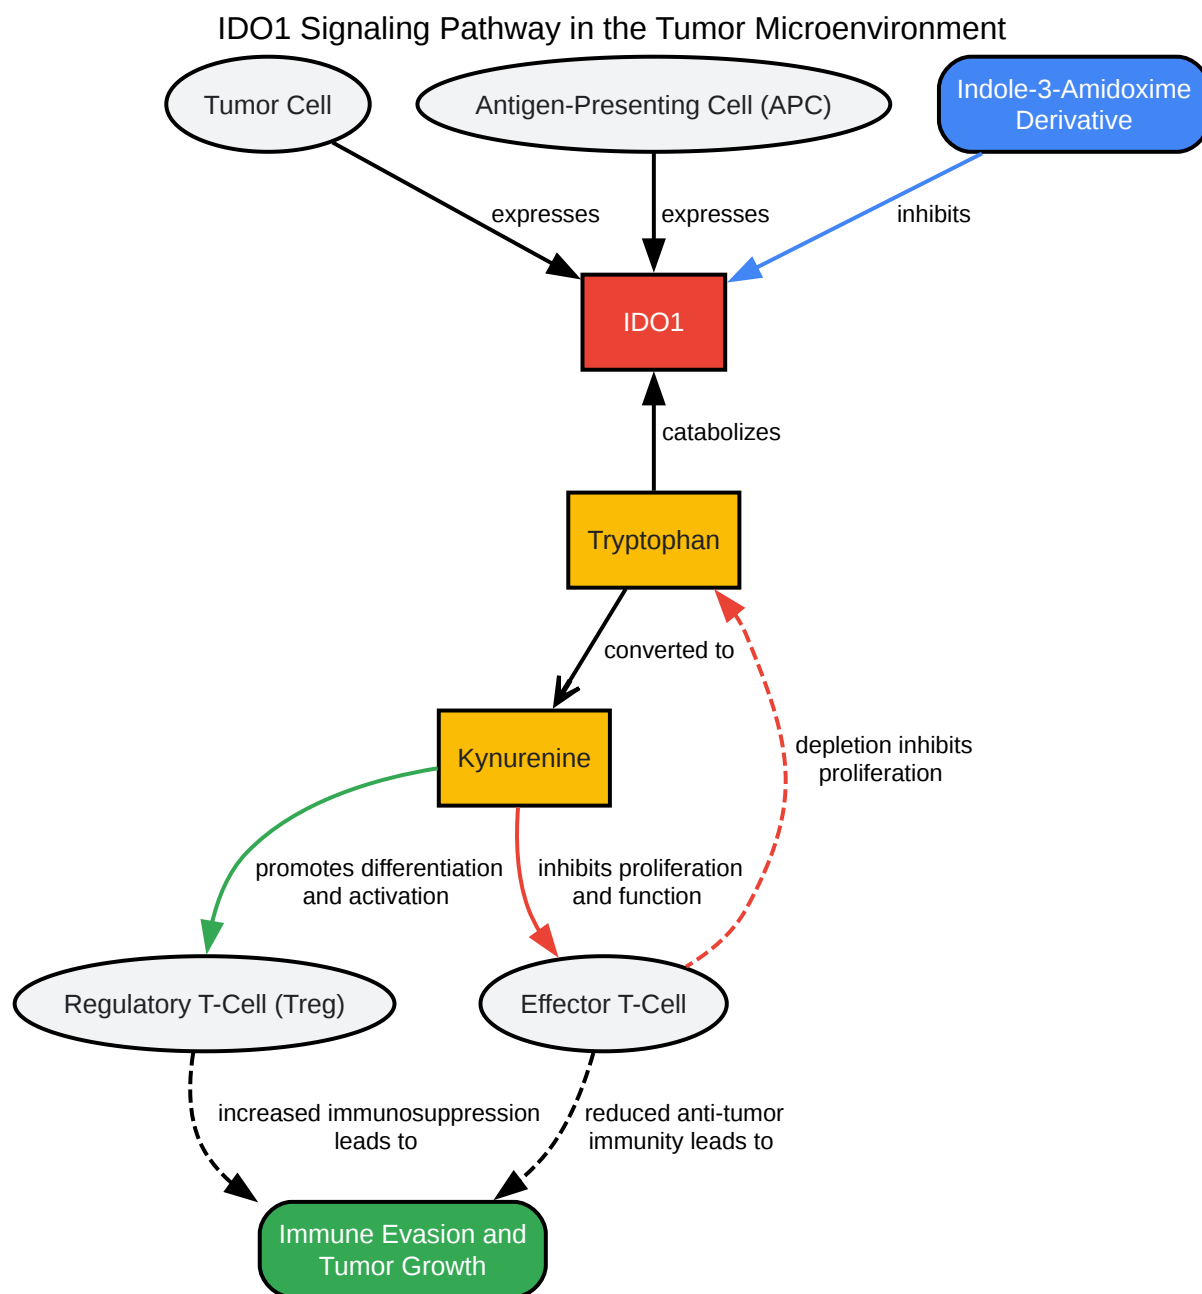 IDO1 Signaling Pathway in the Tumor Microenvironment
Tumor Cell
Antigen-Presenting Cell (APC)
Indole-3-Amidoxime
Derivative
expresses
expresses
inhibits
IDO1
catabolizes
Tryptophan
converted to
Kynurenine
depletion inhibits
proliferation
promotes differentiation
and activation
inhibits proliferation
and function
Regulatory T-Cell (Treg)
Effector T-Cell
increased immunosuppression
leads to
reduced anti-tumor
immunity leads to
Immune Evasion and
Tumor Growth